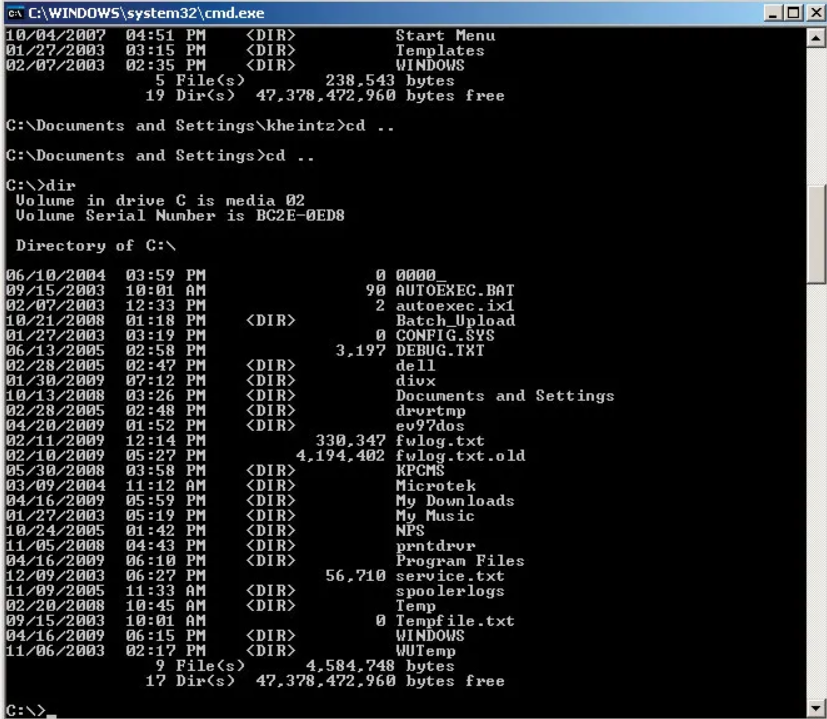 C:\WINDOWS\system32\cmd.exe
10/04/2007  04:51 PM    <DIR>          Start Menu
01/27/2003  03:15 PM    <DIR>          Templates
02/07/2003  02:35 PM    <DIR>          WINDOWS
               5 File(s)        238,543 bytes
              19 Dir(s)  47,378,472,960 bytes free
C:\Documents and Settings\kheintz>cd ..
C:\Documents and Settings>cd ..
C:\>dir
 Volume in drive C is media 02
 Volume Serial Number is BC2E-0ED8
 Directory of C:\
06/10/2004  03:59 PM                 0 0000_
09/15/2003  10:01 AM                90 AUTOEXEC.BAT
02/07/2003  12:33 PM                 2 autoexec.ix1
10/21/2008  01:18 PM    <DIR>          Batch_Upload
01/27/2003  03:19 PM                 0 CONFIG.SYS
06/13/2005  02:58 PM             3,197 DEBUG.TXT
02/28/2005  02:47 PM    <DIR>          dell
01/30/2009  07:12 PM    <DIR>          divx
10/13/2008  03:26 PM    <DIR>          Documents and Settings
02/28/2005  02:48 PM    <DIR>          drvrtmp
04/20/2009  01:52 PM    <DIR>          ev97dos
02/11/2009  12:14 PM           330,347 fwlog.txt
02/10/2009  05:27 PM         4,194,402 fwlog.txt.old
05/30/2008  03:58 PM    <DIR>          KPCMS
03/09/2004  11:12 AM    <DIR>          Microtek
04/16/2009  05:59 PM    <DIR>          My Downloads
01/27/2003  05:19 PM    <DIR>          My Music
10/24/2005  01:42 PM    <DIR>          NPS
11/05/2008  04:43 PM    <DIR>          prntdrvr
04/16/2009  06:10 PM    <DIR>          Program Files
12/09/2003  06:27 PM            56,710 service.txt
11/09/2005  11:33 AM    <DIR>          spoolerlogs
02/20/2008  10:45 AM    <DIR>          Temp
09/15/2003  10:01 AM                 0 Tempfile.txt
04/16/2009  06:15 PM    <DIR>          WINDOWS
11/06/2003  02:17 PM    <DIR>          WUTemp
               9 File(s)      4,584,748 bytes
              17 Dir(s)  47,378,472,960 bytes free
C:\>_